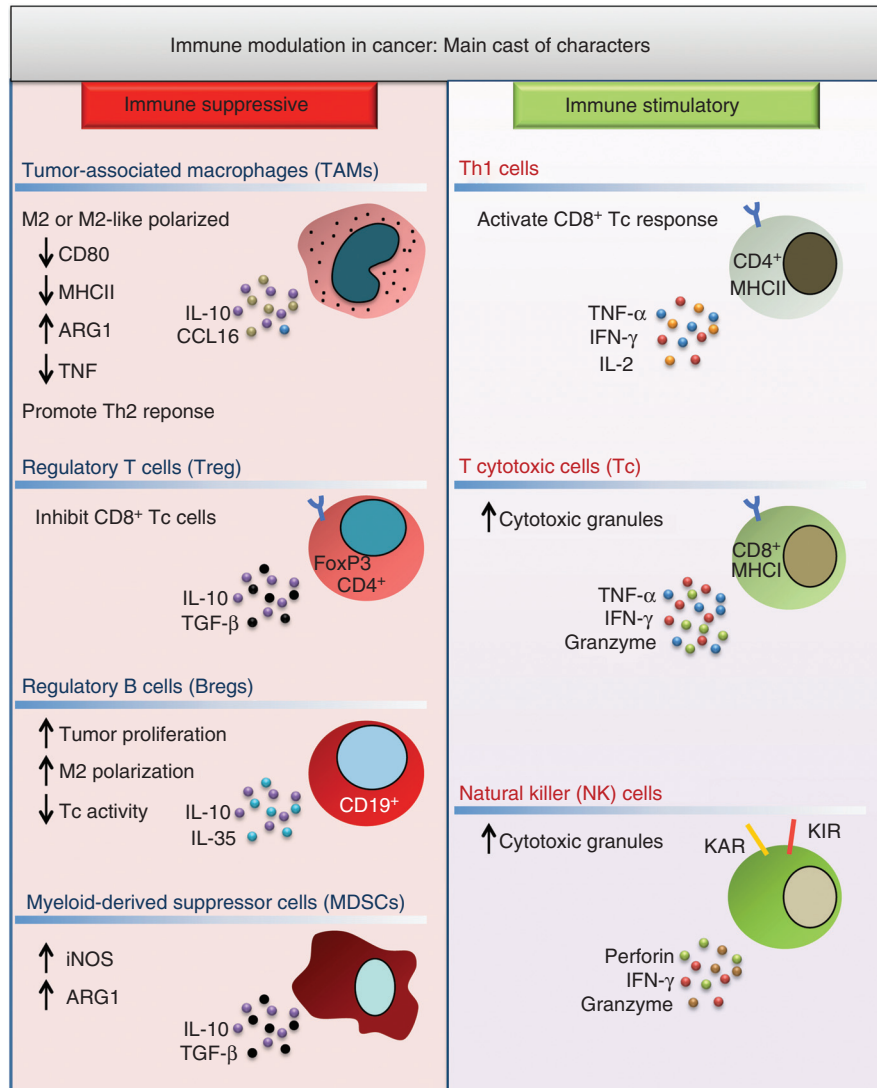 Immune modulation in cancer: Main cast of characters
Immune suppressive
Tumor-associated macrophages (TAMs)
M2 or M2-like polarized
↓ CD80
↓ MHCII
↑ ARG1
↓ TNF
IL-10
CCL16
Promote Th2 reponse
Regulatory T cells (Treg)
Inhibit CD8⁺ Tc cells
FoxP3
CD4⁺
IL-10
TGF-β
Regulatory B cells (Bregs)
↑ Tumor proliferation
↑ M2 polarization
↓ Tc activity
IL-10
IL-35
CD19⁺
Myeloid-derived suppressor cells (MDSCs)
↑ iNOS
↑ ARG1
IL-10
TGF-β
Immune stimulatory
Th1 cells
Activate CD8⁺ Tc response
CD4⁺
MHCII
TNF-α
IFN-γ
IL-2
T cytotoxic cells (Tc)
↑ Cytotoxic granules
CD8⁺
MHCI
TNF-α
IFN-γ
Granzyme
Natural killer (NK) cells
↑ Cytotoxic granules
KAR
KIR
Perforin
IFN-γ
Granzyme